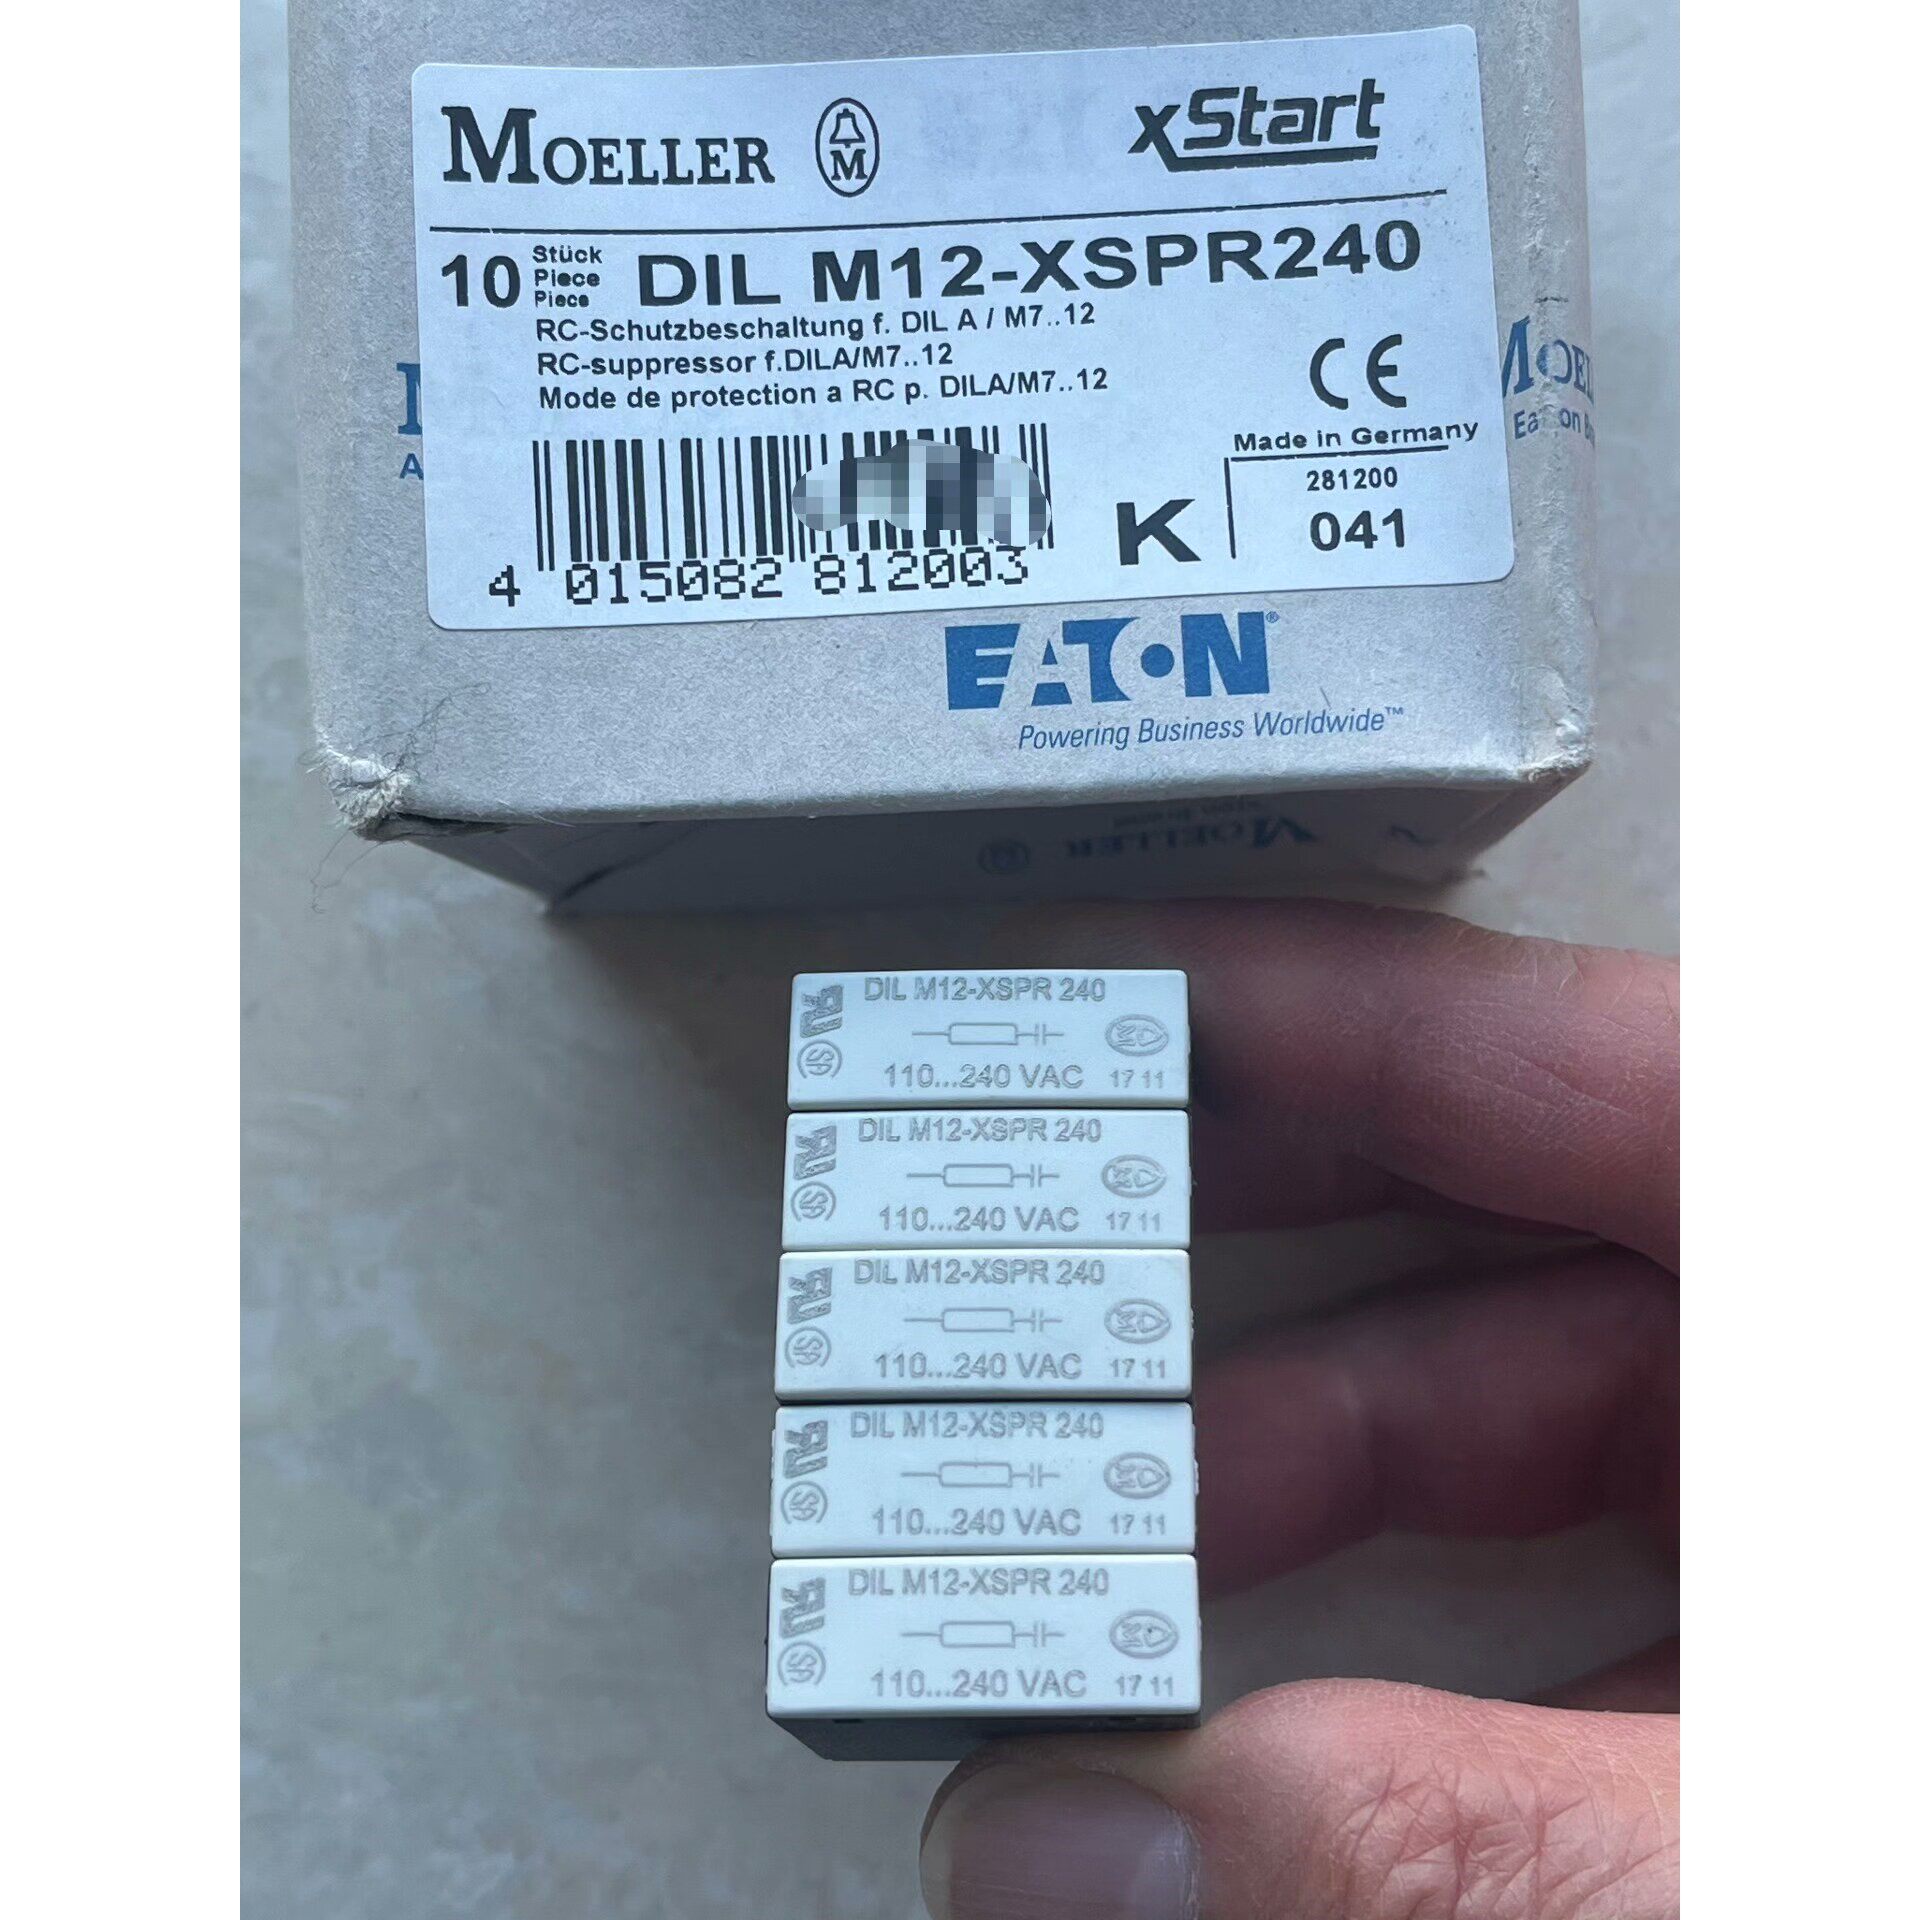 MOELLER M xStart
10 Stück DIL M12-XSPR240
Piece
Piece
RC-Schutzbeschaltung f. DIL A / M7..12
RC-suppressor f.DILA/M7..12
Mode de protection a RC p. DILA/M7..12
CE
Made in Germany
281200
K 041
4 015082 812003
EATON®
Powering Business Worldwide™
MOELLER
DIL M12-XSPR 240
110...240 VAC 17 11
DIL M12-XSPR 240
110...240 VAC 17 11
DIL M12-XSPR 240
110...240 VAC 17 11
DIL M12-XSPR 240
110...240 VAC 17 11
DIL M12-XSPR 240
110...240 VAC 17 11